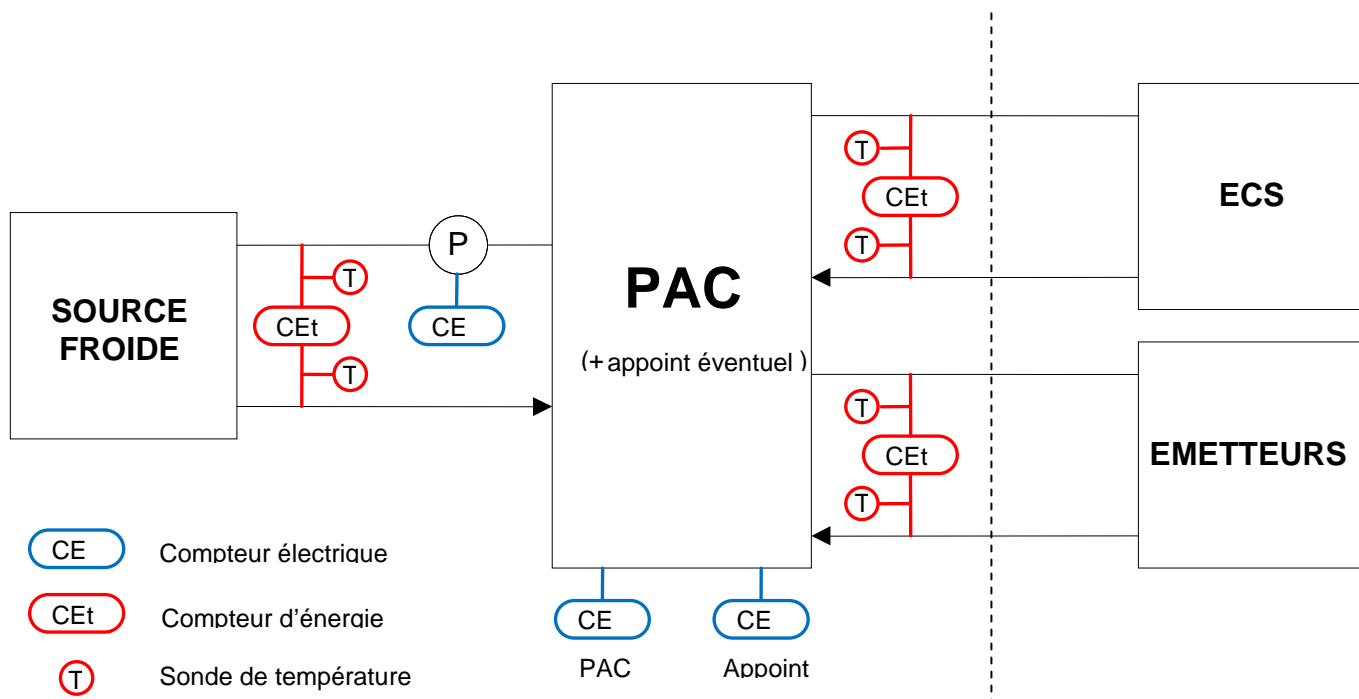 SOURCE
FROIDE
T
CEt
T
P
CE
PAC
(+ appoint éventuel)
T
CEt
T
ECS
T
CEt
T
EMETTEURS
CE
PAC
CE
Appoint
CE Compteur électrique
CEt Compteur d'énergie
T Sonde de température